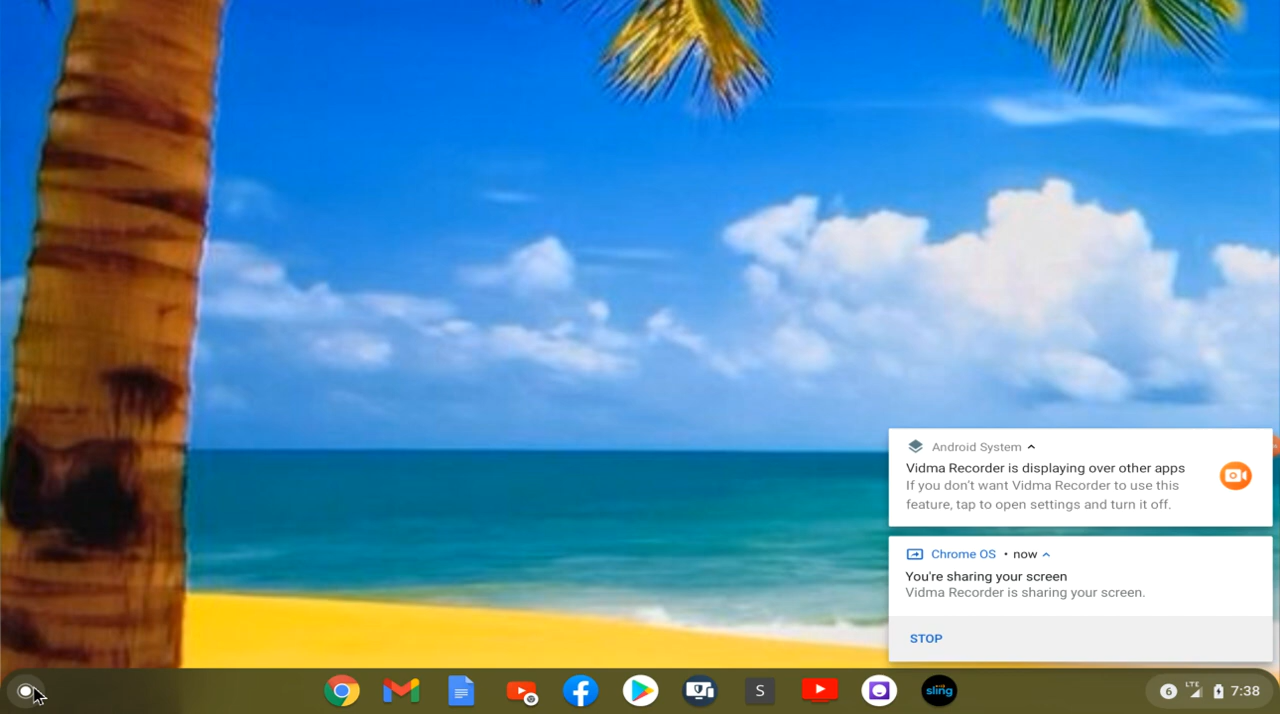 Android System
Vidma Recorder is displaying over other apps
If you don't want Vidma Recorder to use this
feature, tap to open settings and turn it off.
Chrome OS • now
You're sharing your screen
Vidma Recorder is sharing your screen.
STOP
S
sling
6
LTE
7:38